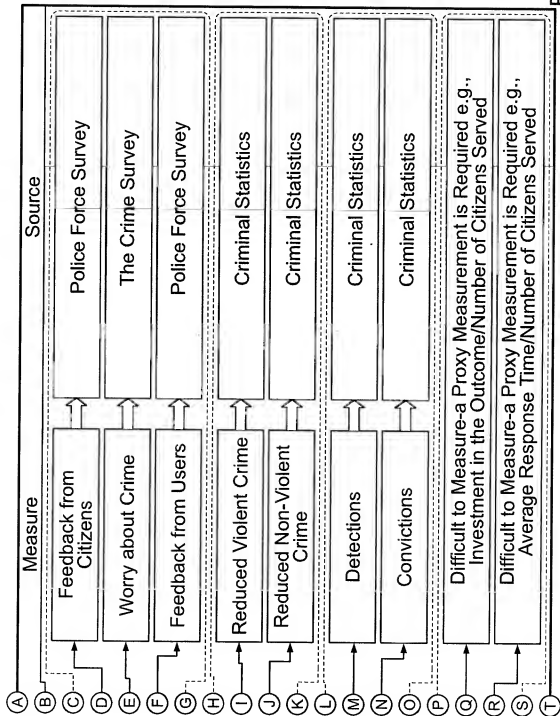 Measure
Source
Feedback from
Citizens
Police Force Survey
Worry about Crime
The Crime Survey
Feedback from Users
Police Force Survey
Reduced Violent Crime
Criminal Statistics
Reduced Non-Violent
Crime
Criminal Statistics
Detections
Criminal Statistics
Convictions
Criminal Statistics
Difficult to Measure-a Proxy Measurement is Required e.g.,
Investment in the Outcome/Number of Citizens Served
Difficult to Measure-a Proxy Measurement is Required e.g.,
Average Response Time/Number of Citizens Served
A
B
C
D
E
F
G
H
I
J
K
L
M
N
O
P
Q
R
S
T